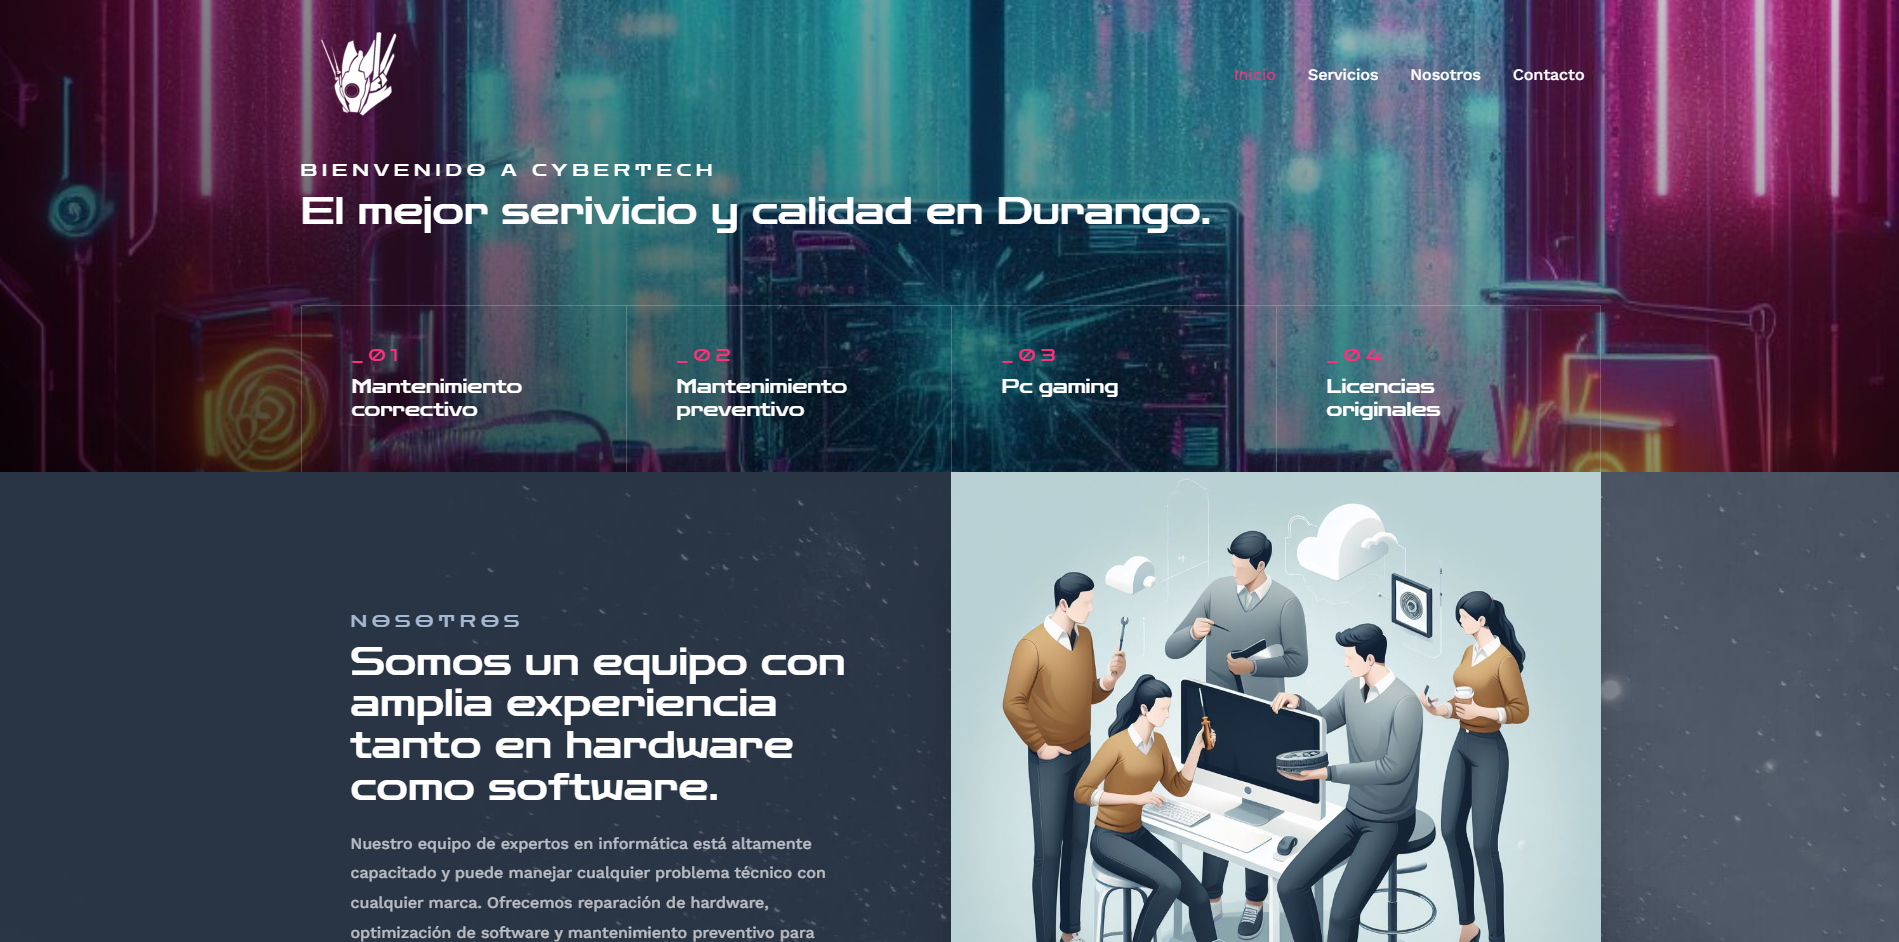 Inicio Servicios Nosotros Contacto
BIENVENIDO A CYBERTECH
El mejor serivicio y calidad en Durango.
_01
Mantenimiento
correctivo
_02
Mantenimiento
preventivo
_03
Pc gaming
_04
Licencias
originales
NOSOTROS
Somos un equipo con
amplia experiencia
tanto en hardware
como software.
Nuestro equipo de expertos en informática está altamente
capacitado y puede manejar cualquier problema técnico con
cualquier marca. Ofrecemos reparación de hardware,
optimización de software y mantenimiento preventivo para